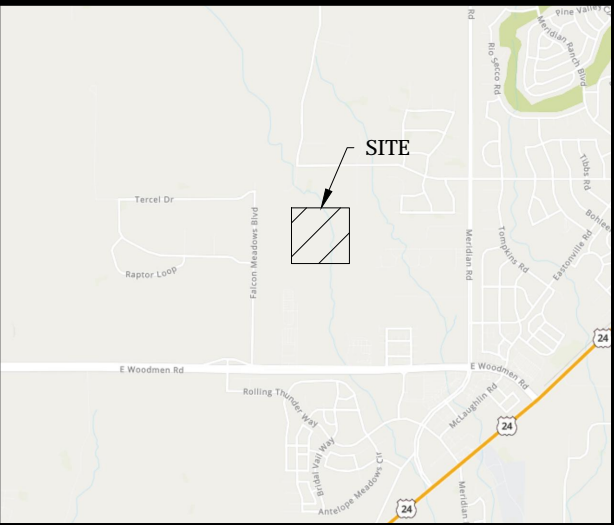 Rd
Pine Valley
Meridian Ranch Blvd
Rio Secco Rd
SITE
Tibbs Rd
Tercel Dr
Falcon Meadows Blvd
Meridian Rd
Tompkins Rd
Eastonville Rd
Raptor Loop
24
E Woodmen Rd
E Woodmen Rd
Rolling Thunder Way
McLaughlin Rd
24
Bridal Vail Way
Antelope Meadows Cir
24
Meridian